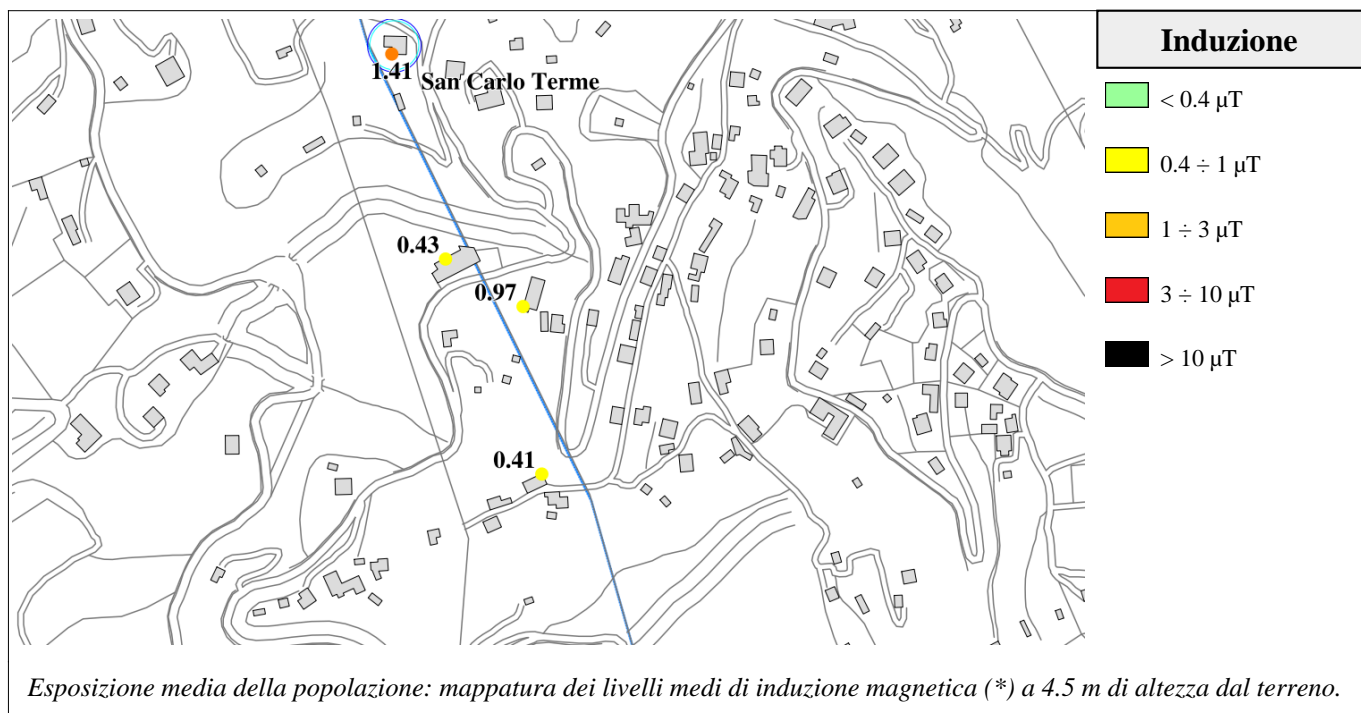 Induzione
< 0.4 µT
0.4 ÷ 1 µT
1 ÷ 3 µT
3 ÷ 10 µT
> 10 µT
1.41
San Carlo Terme
0.43
0.97
0.41
Esposizione media della popolazione: mappatura dei livelli medi di induzione magnetica (*) a 4.5 m di altezza dal terreno.